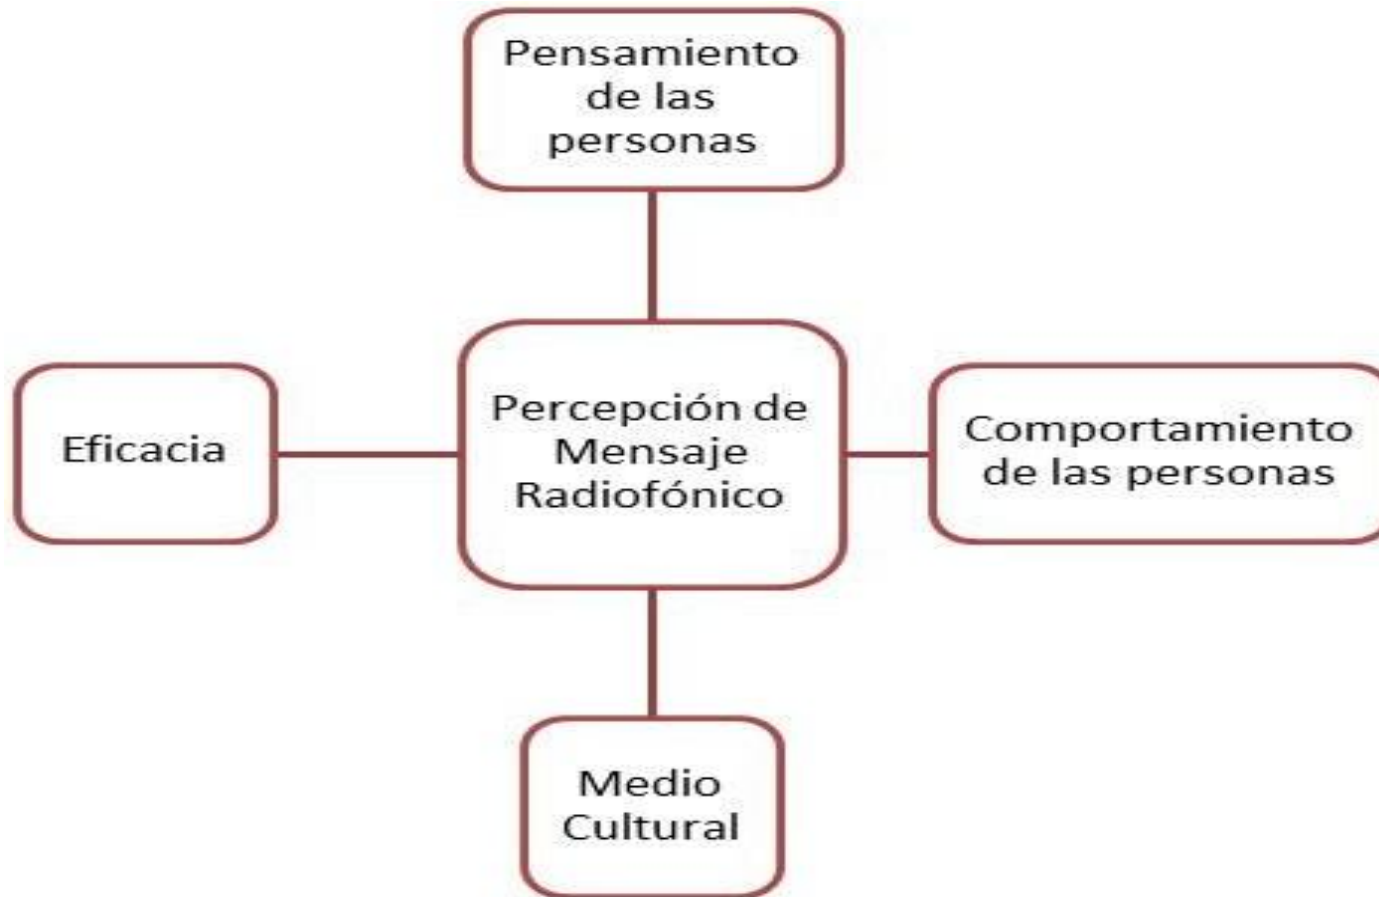 Pensamiento
de las
personas
Eficacia
Percepción de
Mensaje
Radiofónico
Comportamiento
de las personas
Medio
Cultural